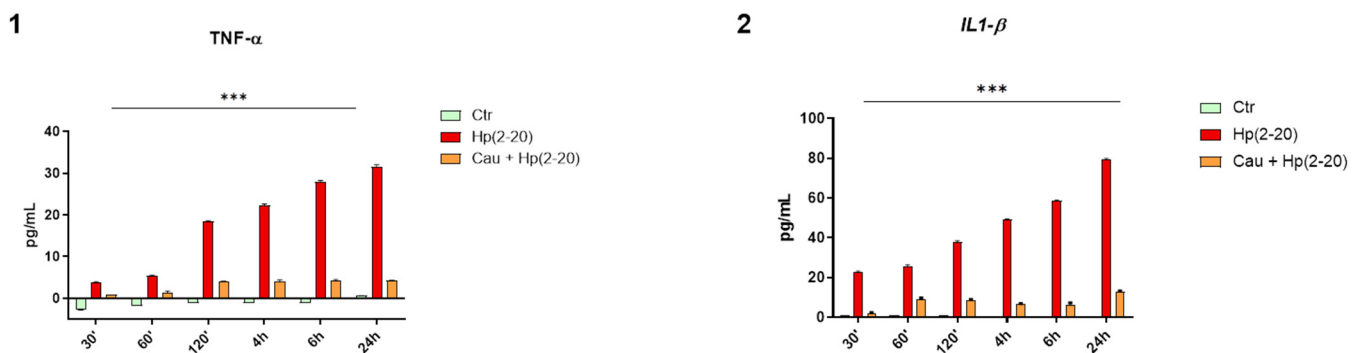 1
TNF-α
***
Ctr
Hp(2-20)
Cau + Hp(2-20)
pg/mL
40
30
20
10
0
30'
60'
120'
4h
6h
24h
2
IL1-β
***
Ctr
Hp(2-20)
Cau + Hp(2-20)
pg/mL
100
80
60
40
20
0
30'
60'
120'
4h
6h
24h